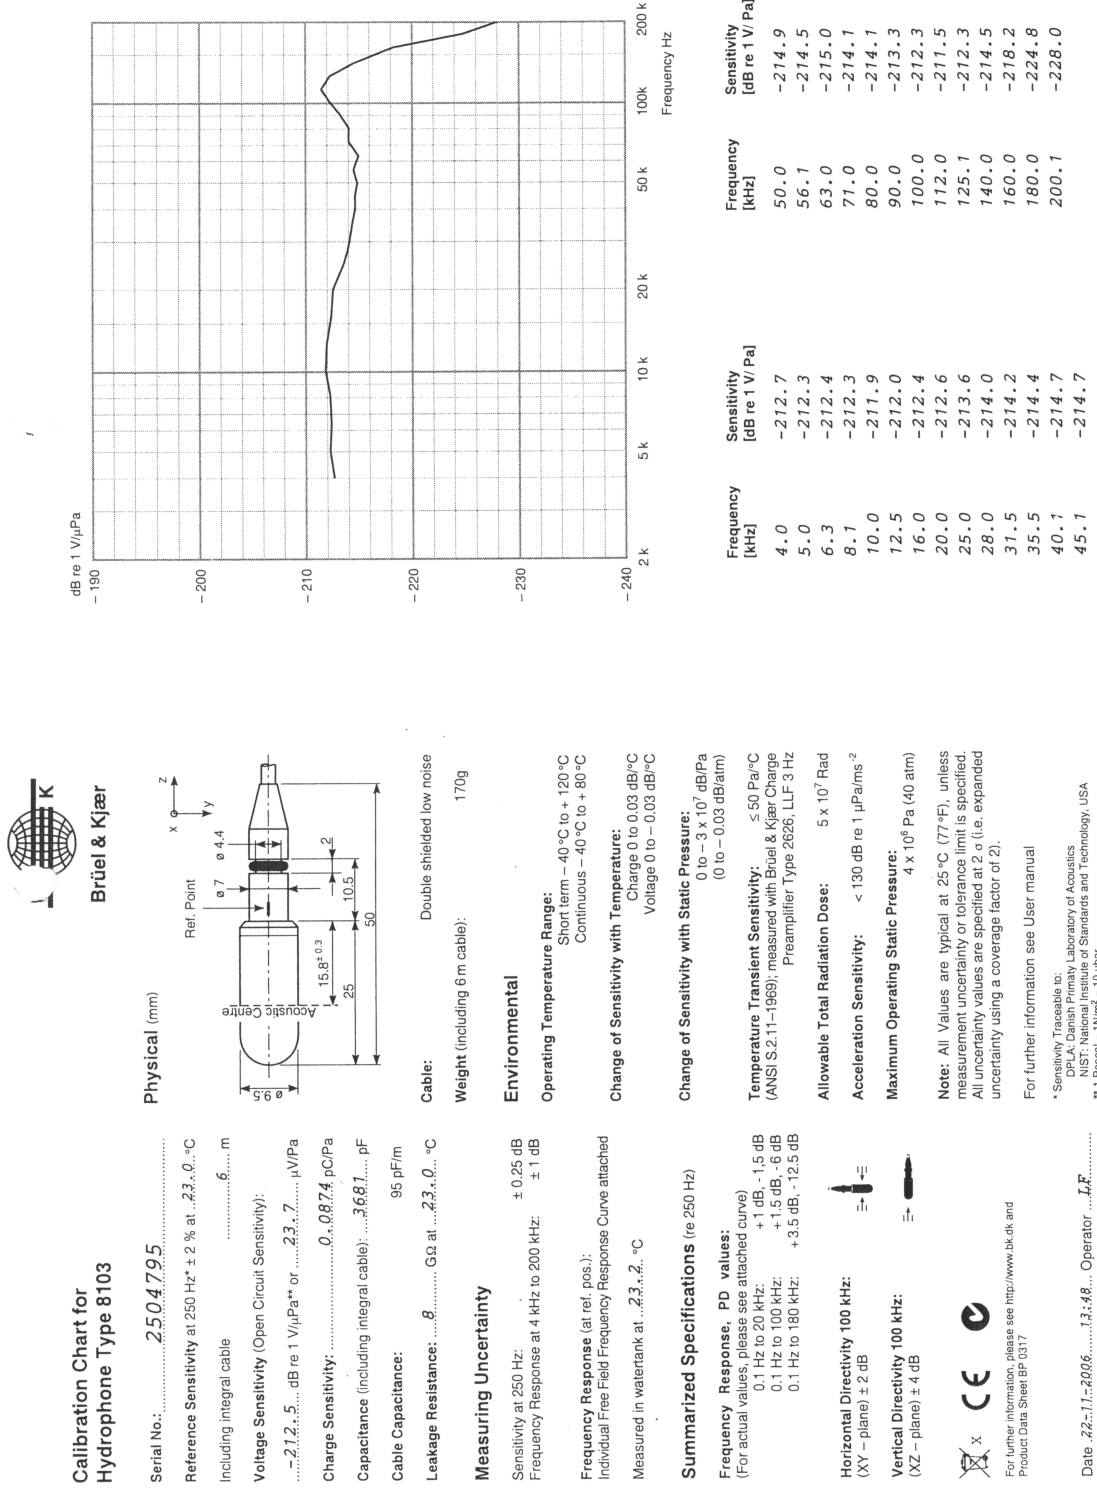 Calibration Chart for
Hydrophone Type 8103
Serial No.: 2504795
Reference Sensitivity at 250 Hz* ± 2 % at 23.0 °C
Including integral cable 6 m
Voltage Sensitivity (Open Circuit Sensitivity):
-212.5 dB re 1 V/µPa** or 23.7 µV/Pa
Charge Sensitivity: 0.0874 pC/Pa
Capacitance (including integral cable): 3681 pF
Cable Capacitance: 95 pF/m
Leakage Resistance: 8 GΩ at 23.0 °C
Measuring Uncertainty
Sensitivity at 250 Hz: ± 0.25 dB
Frequency Response at 4 kHz to 200 kHz: ± 1 dB
Frequency Response (at ref. pos.):
Individual Free Field Frequency Response Curve attached
Measured in watertank at 23.2 °C
Summarized Specifications (re 250 Hz)
Frequency Response, PD values:
(For actual values, please see attached curve)
0.1 Hz to 20 kHz: + 1 dB, - 1,5 dB
0.1 Hz to 100 kHz: + 1.5 dB, - 6 dB
0.1 Hz to 180 kHz: + 3.5 dB, - 12.5 dB
Horizontal Directivity 100 kHz:
(XY – plane) ± 2 dB
Vertical Directivity 100 kHz:
(XZ – plane) ± 4 dB
X CE
For further information, please see http://www.bk.dk and
Product Data Sheet BP 0317
Date 22-11-2006 13:48 Operator LF
K
Brüel & Kjær
Physical (mm)
x z y
Ref. Point
ø 7
ø 4.4
ø 9.5
Acoustic Centre
15.8± 0.3
2
10.5
25
50
Cable: Double shielded low noise
Weight (including 6 m cable): 170g
Environmental
Operating Temperature Range:
Short term – 40°C to + 120°C
Continuous – 40°C to + 80°C
Change of Sensitivity with Temperature:
Charge 0 to 0.03 dB/°C
Voltage 0 to – 0.03 dB/°C
Change of Sensitivity with Static Pressure:
0 to – 3 x 10⁷ dB/Pa
(0 to – 0.03 dB/atm)
Temperature Transient Sensitivity: ≤ 50 Pa/°C
(ANSI S.2.11–1969); measured with Brüel & Kjær Charge
Preamplifier Type 2626, LLF 3 Hz
Allowable Total Radiation Dose: 5 x 10⁷ Rad
Acceleration Sensitivity: < 130 dB re 1 µPa/ms⁻²
Maximum Operating Static Pressure:
4 x 10⁶ Pa (40 atm)
Note: All Values are typical at 25°C (77°F), unless
measurement uncertainty or tolerance limit is specified.
All uncertainty values are specified at 2 σ (i.e. expanded
uncertainty using a coverage factor of 2).
For further information see User manual
* Sensitivity Traceable to:
DPLA: Danish Primaty Laboratory of Acoustics
NIST: National Institute of Standards and Technology, USA
dB re 1 V/µPa
– 190
– 200
– 210
– 220
– 230
– 240
2 k 5 k 10 k 20 k 50 k 100k 200 k
Frequency Hz
Frequency Sensitivity Frequency Sensitivity
[kHz] [dB re 1 V/ Pa] [kHz] [dB re 1 V/ Pa]
4.0 -212.7 50.0 -214.9
5.0 -212.3 56.1 -214.5
6.3 -212.4 63.0 -215.0
8.1 -212.3 71.0 -214.1
10.0 -211.9 80.0 -214.1
12.5 -212.0 90.0 -213.3
16.0 -212.4 100.0 -212.3
20.0 -212.6 112.0 -211.5
25.0 -213.6 125.1 -212.3
28.0 -214.0 140.0 -214.5
31.5 -214.2 160.0 -218.2
35.5 -214.4 180.0 -224.8
40.1 -214.7 200.1 -228.0
45.1 -214.7